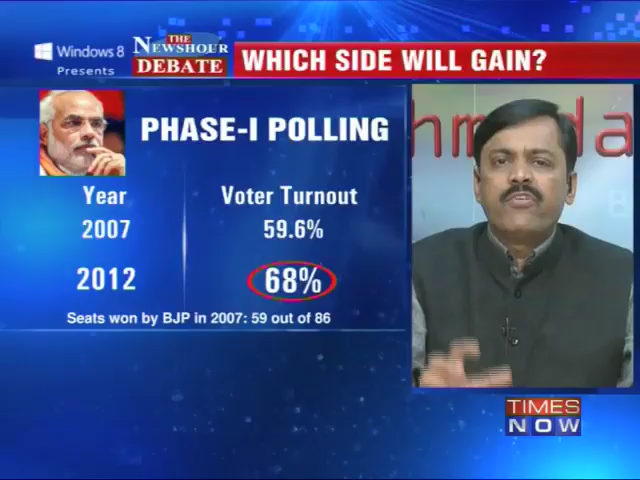 Windows 8
Presents
THE
NEWSHOUR
DEBATE
WHICH SIDE WILL GAIN?
PHASE-I POLLING
Year Voter Turnout
2007 59.6%
2012 68%
Seats won by BJP in 2007: 59 out of 86
TIMES
NOW